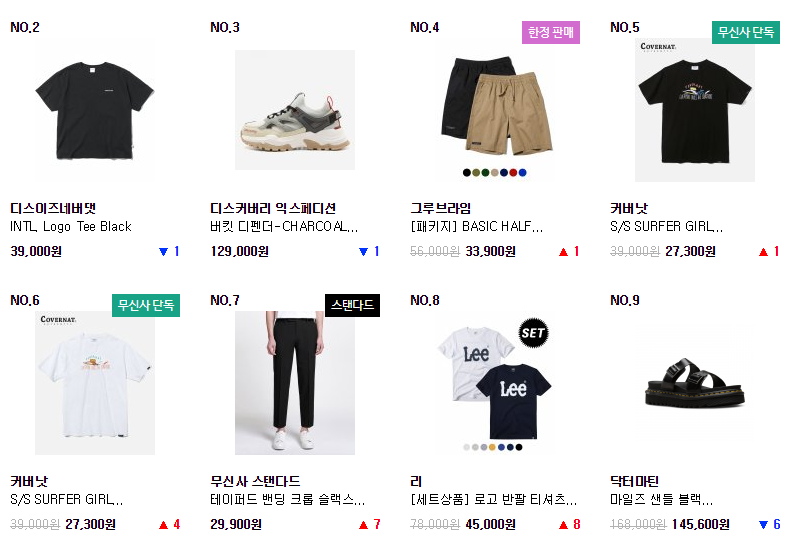 NO.2
디스이즈네버댓
INTL. Logo Tee Black
39,000원 ▼ 1
NO.3
디스커버리 익스페디션
버킷 디펜더-CHARCOAL...
129,000원 ▼ 1
NO.4
한정 판매
그루브라임
[패키지] BASIC HALF...
56,000원 33,900원 ▲ 1
NO.5
무신사 단독
COVERNAT.
커버낫
S/S SURFER GIRL...
39,000원 27,300원 ▲ 1
NO.6
무신사 단독
COVERNAT.
커버낫
S/S SURFER GIRL...
39,000원 27,300원 ▲ 4
NO.7
스탠다드
무신사 스탠다드
테이퍼드 밴딩 크롭 슬랙스...
29,900원 ▲ 7
NO.8
SET
Lee
Lee
리
[세트상품] 로고 반팔 티셔츠...
78,000원 45,000원 ▲ 8
NO.9
닥터마틴
마일즈 샌들 블랙...
168,000원 145,600원 ▼ 6